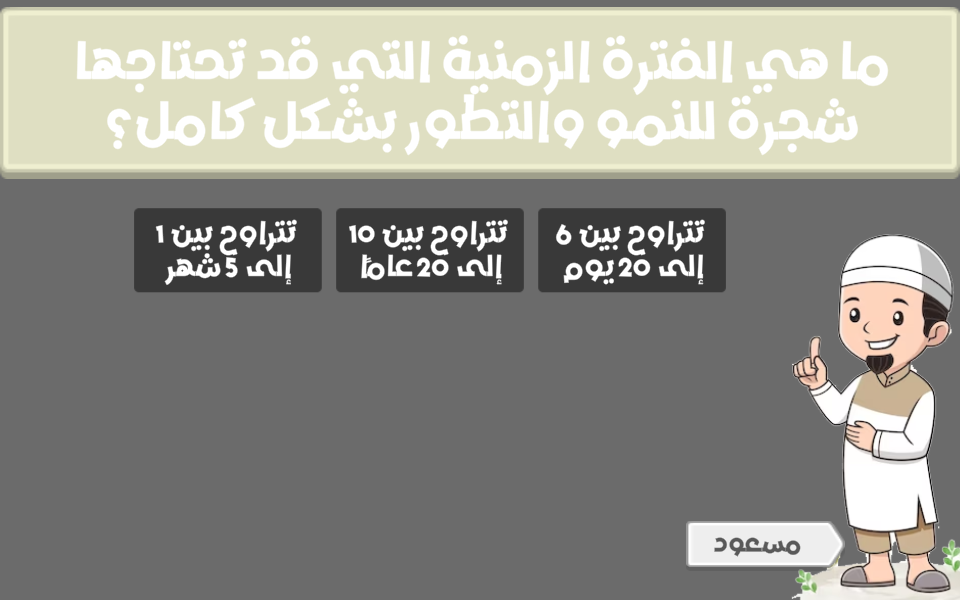 ما هي الفترة الزمنية التي قد تحتاجها
شجرة للنمو والتطور بشكل كامل؟
تتراوح بين 6
إلى 20 يوم
تتراوح بين 10
إلى 20 عامًا
تتراوح بين 1
إلى 5 شهر
مسعود